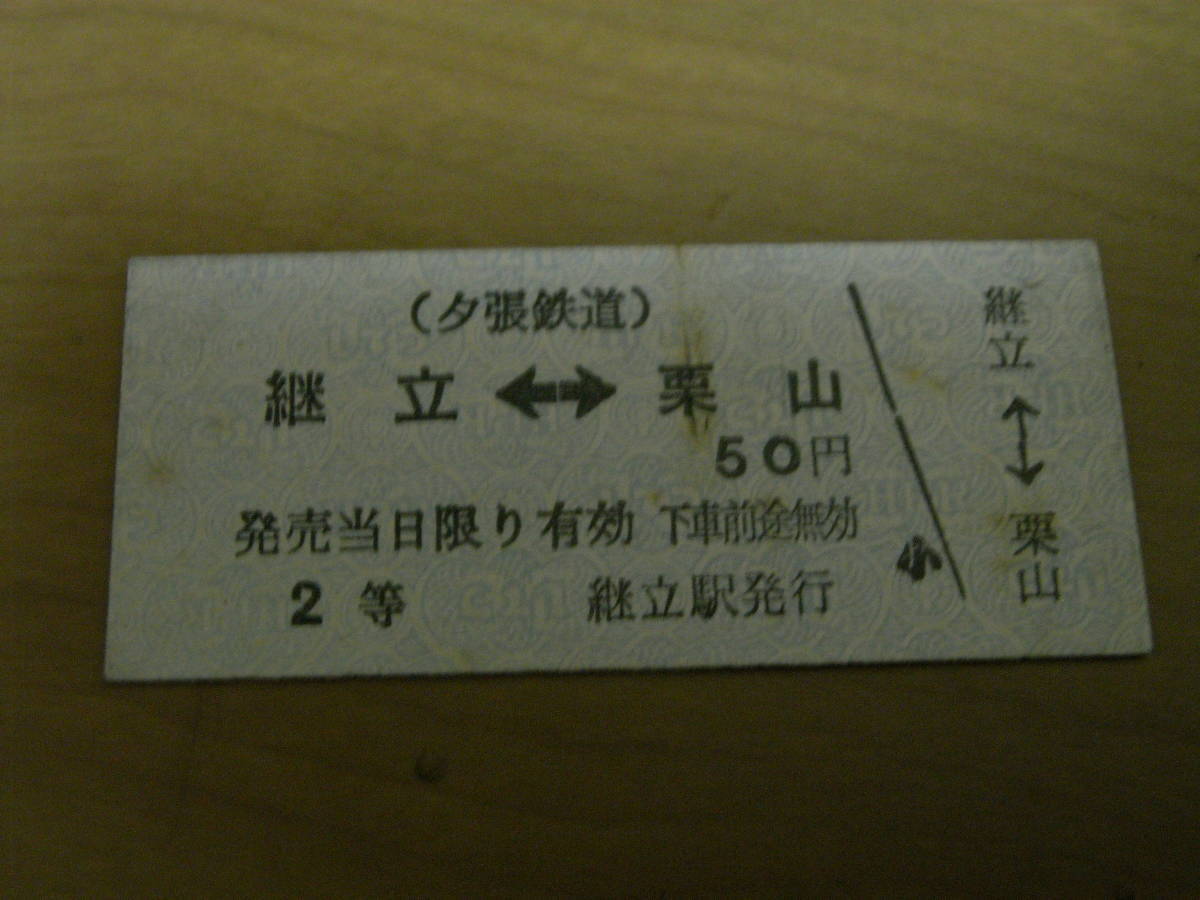 (夕張鉄道)
継立↔栗山
50円
発売当日限り有効 下車前途無効
2等 継立駅発行
小
継立↔栗山